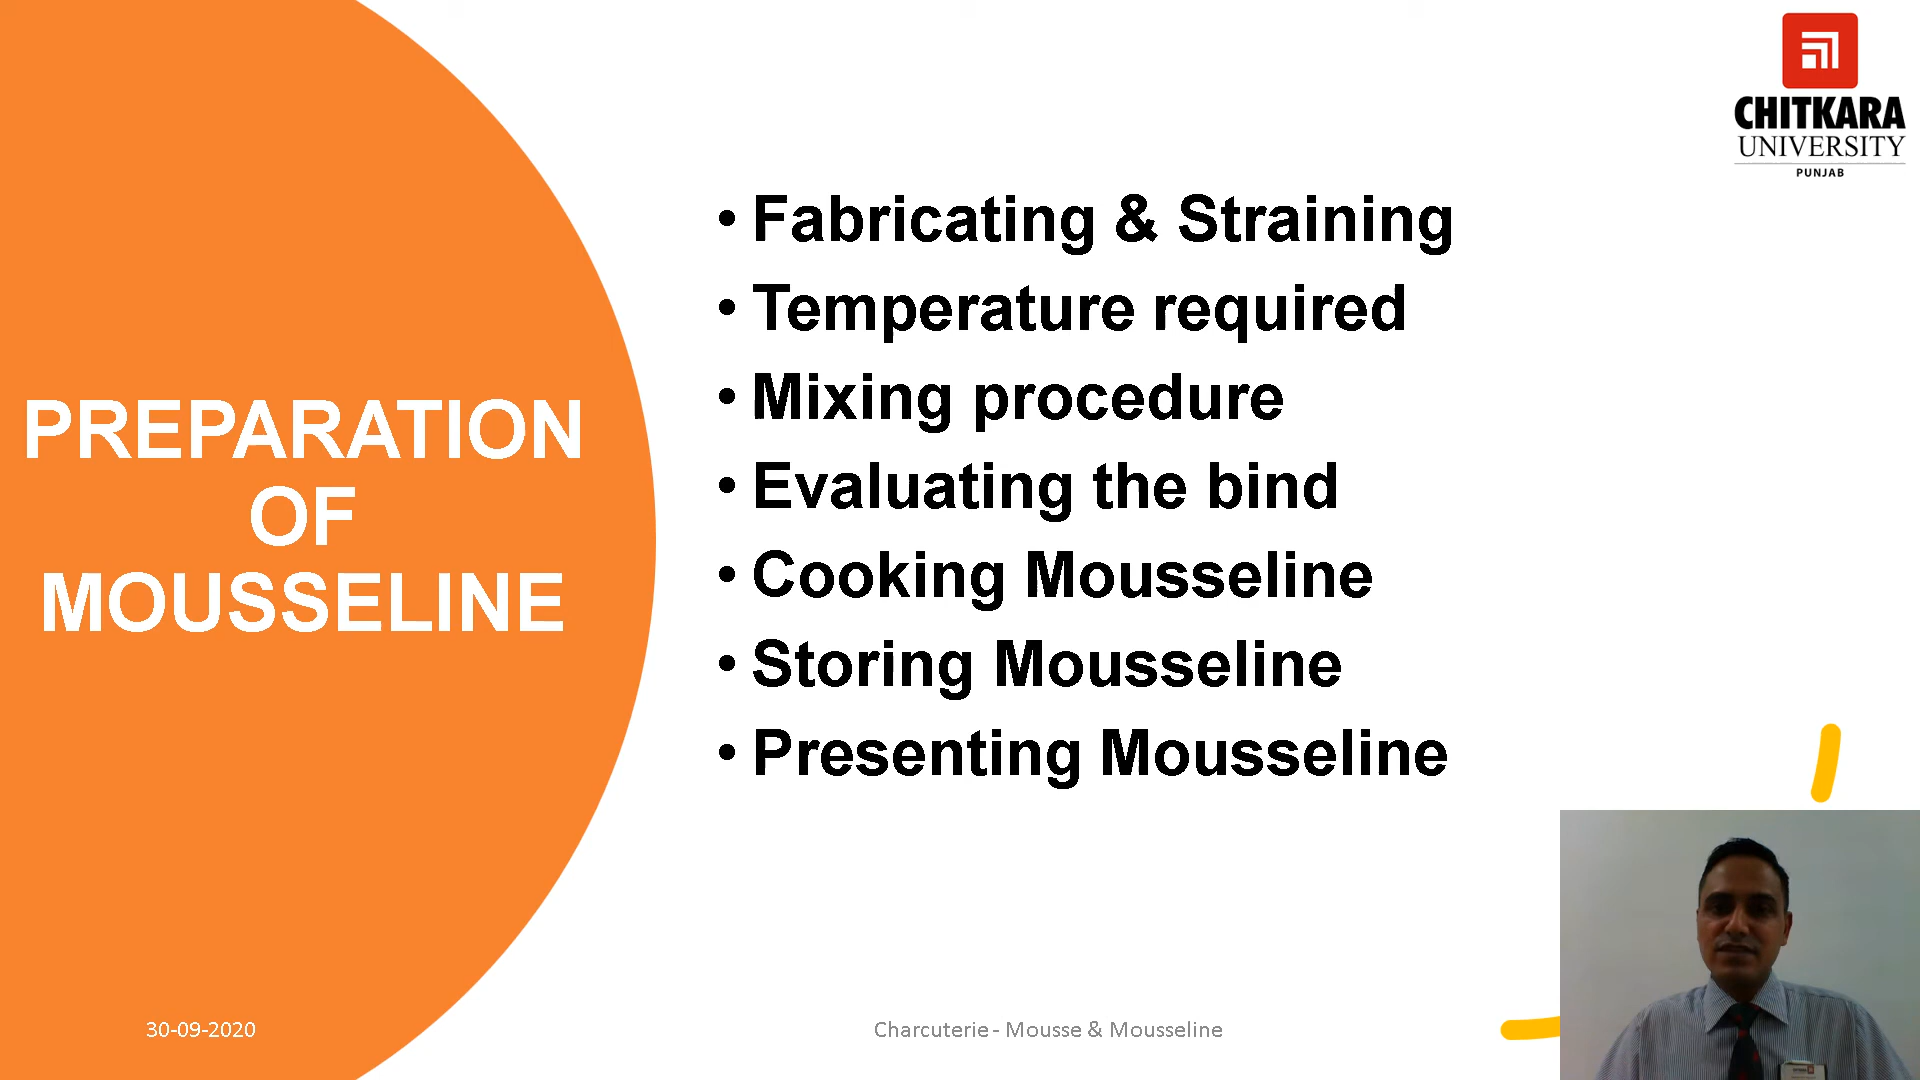 CHITKARA
UNIVERSITY
PUNJAB
PREPARATION
OF
MOUSSELINE
• Fabricating & Straining
• Temperature required
• Mixing procedure
• Evaluating the bind
• Cooking Mousseline
• Storing Mousseline
• Presenting Mousseline
30-09-2020
Charcuterie - Mousse & Mousseline